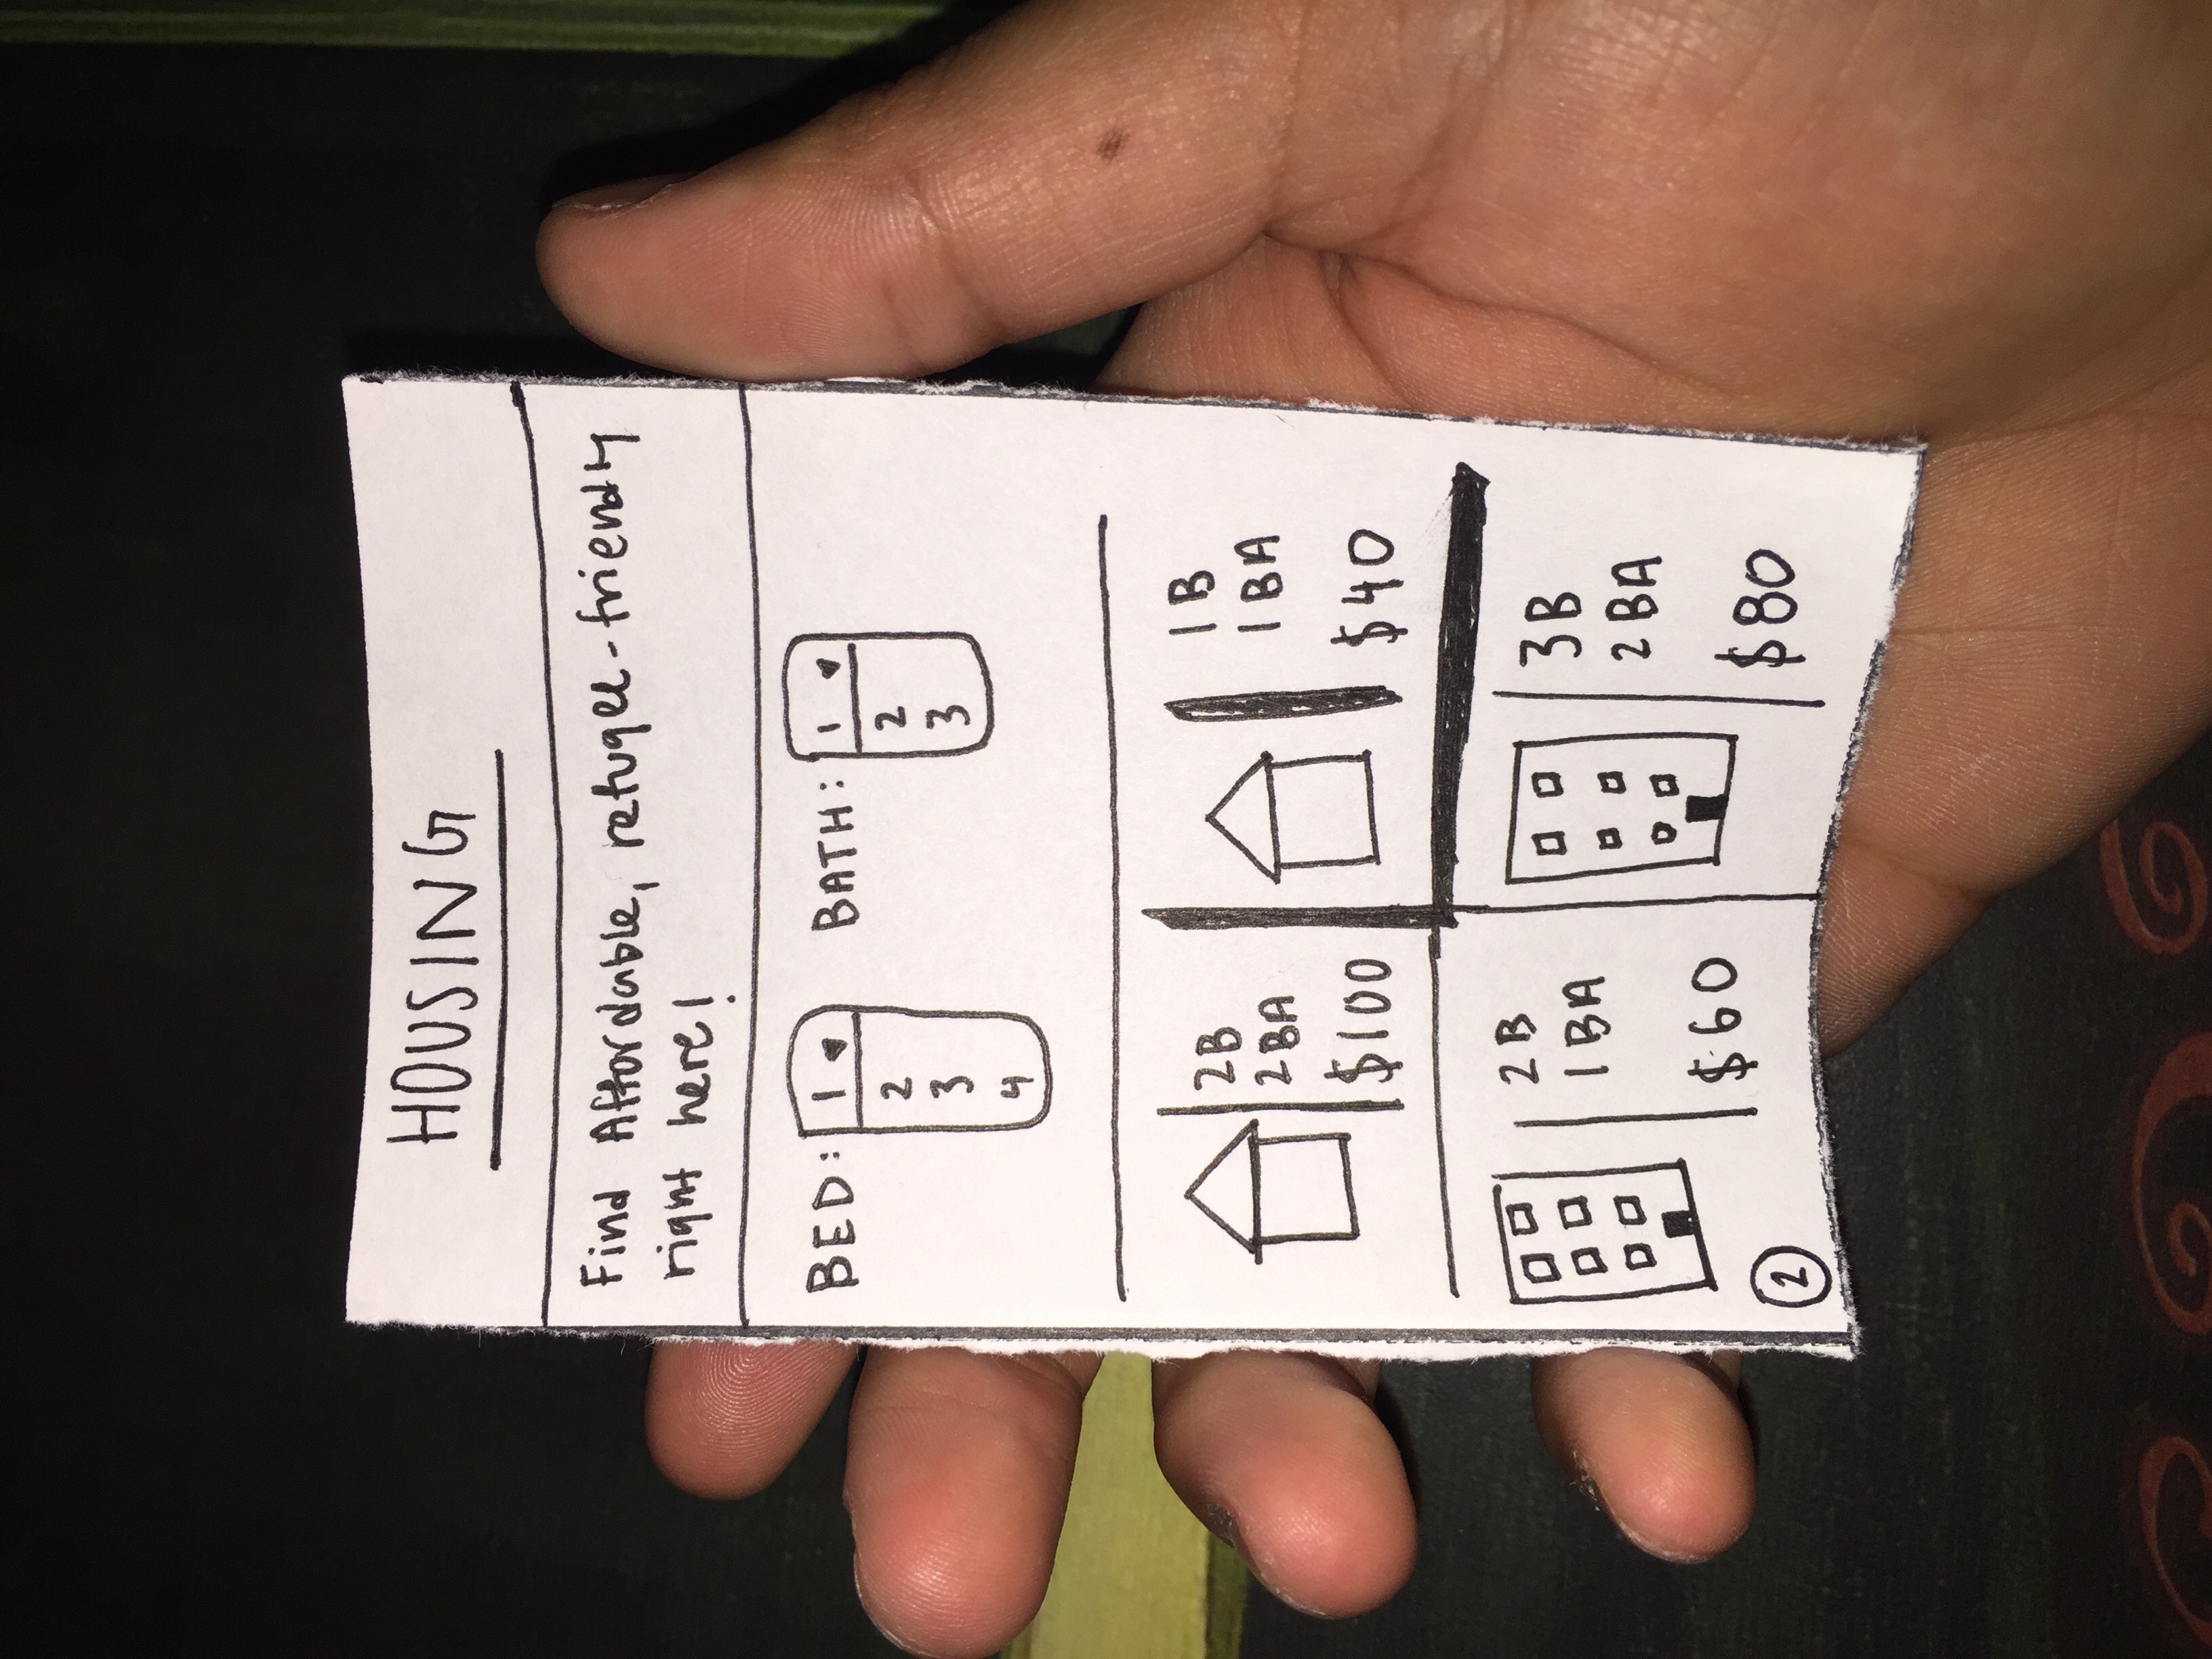 HOUSING
Find Affordable, refugee-friendly
right here!
BED: 1
2
3
4
BATH: 1
2
3
2B
2BA
$100
1B
1BA
$40
2B
1BA
$60
3B
2BA
$80
2